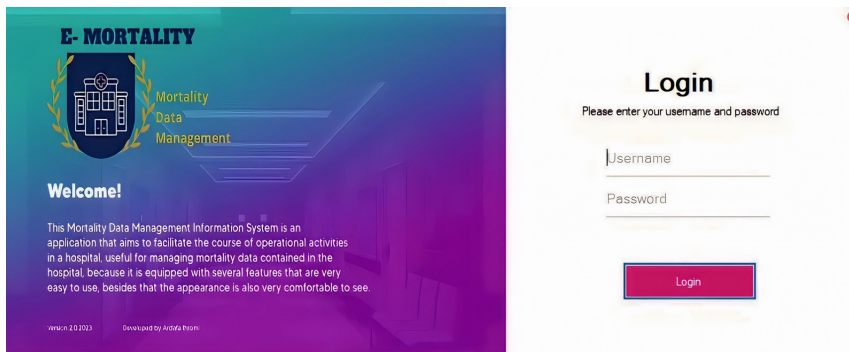 E- MORTALITY
Mortality
Data
Management
Welcome!
This Mortality Data Management Information System is an
application that aims to facilitate the course of operational activities
in a hospital, useful for managing mortality data contained in the
hospital, because it is equipped with several features that are very
easy to use, besides that the appearance is also very comfortable to see.
Version 2.0.2023 Developed by Ardata
Login
Please enter your username and password
Username
Password
Login